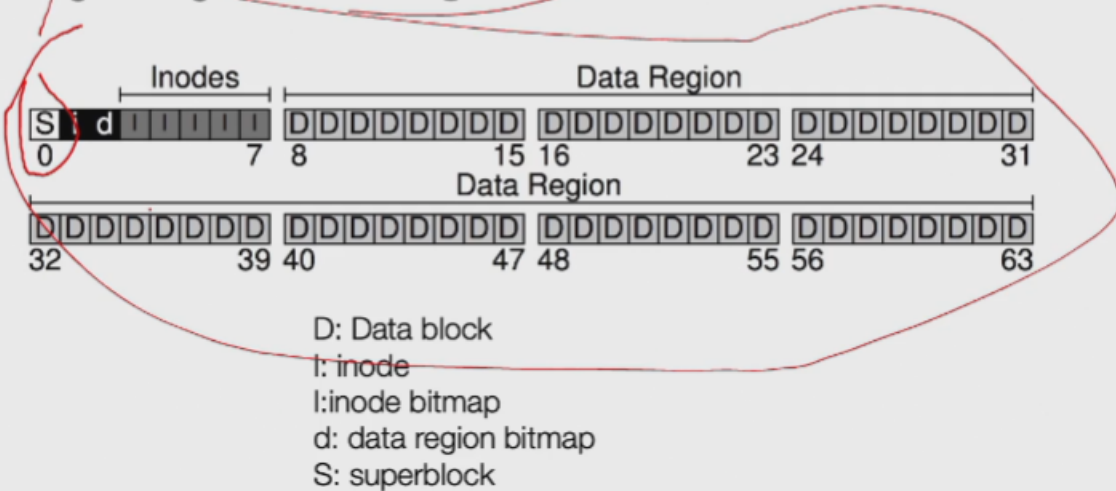 Inodes Data Region
S i d I I I I I D D D D D D D D D D D D D D D D D D D D D D D D
0 7 8 15 16 23 24 31
Data Region
D D D D D D D D D D D D D D D D D D D D D D D D D D D D D D D D
32 39 40 47 48 55 56 63
D: Data block
I: inode
I:inode bitmap
d: data region bitmap
S: superblock